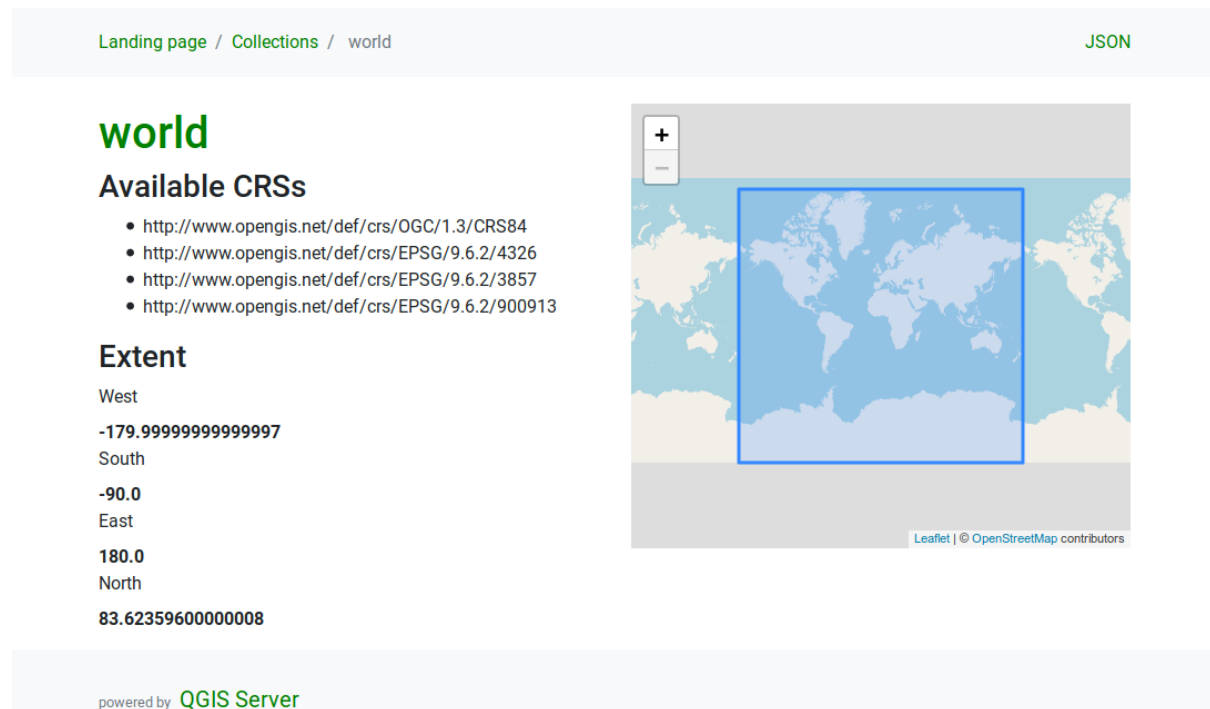 Landing page / Collections / world
JSON
world
Available CRSs
http://www.opengis.net/def/crs/OGC/1.3/CRS84
http://www.opengis.net/def/crs/EPSG/9.6.2/4326
http://www.opengis.net/def/crs/EPSG/9.6.2/3857
http://www.opengis.net/def/crs/EPSG/9.6.2/900913
Extent
West
-179.99999999999997
South
-90.0
East
180.0
North
83.62359600000008
+
−
Leaflet | © OpenStreetMap contributors
powered by QGIS Server